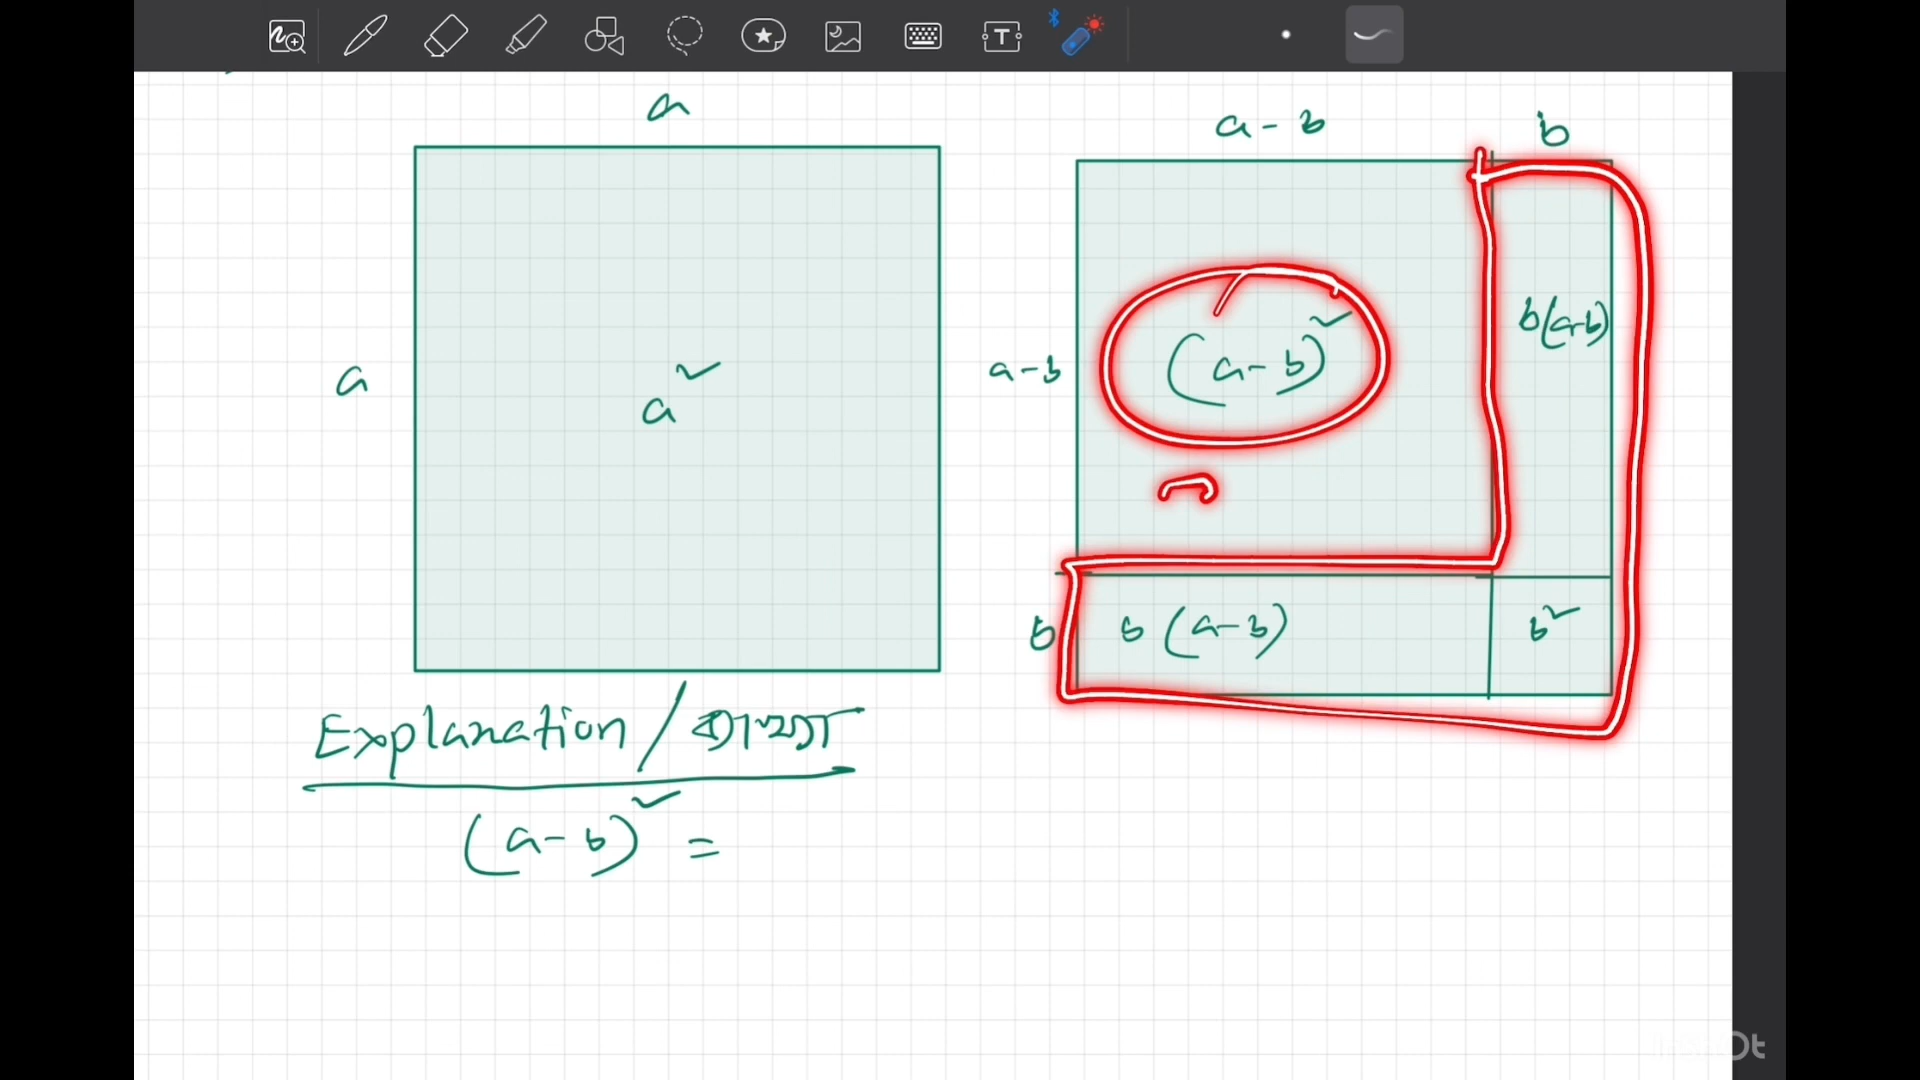 a
a
a²
a - b
b
a - b
(a - b)²
b(a-b)
b
b (a-b)
b²
Explanation /
(a - b)² =